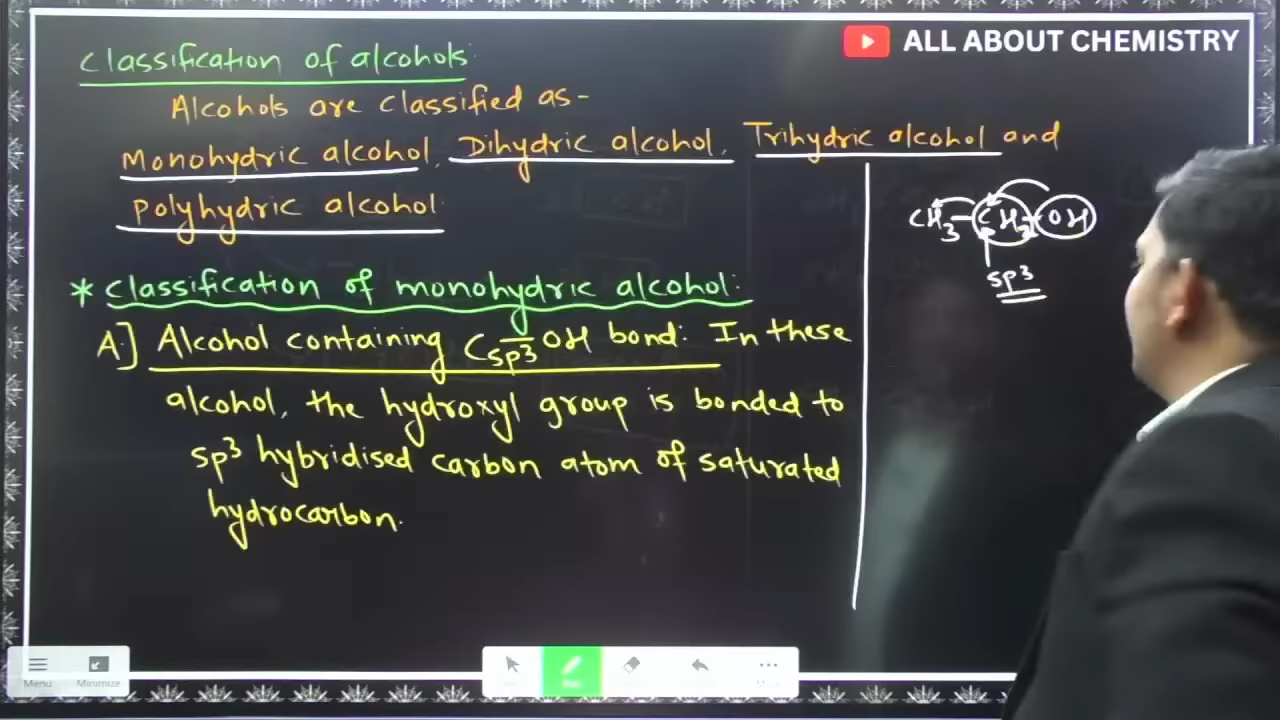 ALL ABOUT CHEMISTRY
Classification of alcohols:
Alcohols are classified as-
Monohydric alcohol, Dihydric alcohol, Trihydric alcohol and
polyhydric alcohol.
CH₃-CH₂-OH
sp³
* Classification of monohydric alcohol:
A.] Alcohol containing Csp3-OH bond: In these
alcohol, the hydroxyl group is bonded to
sp³ hybridised carbon atom of saturated
hydrocarbon.
Menu
Minimize